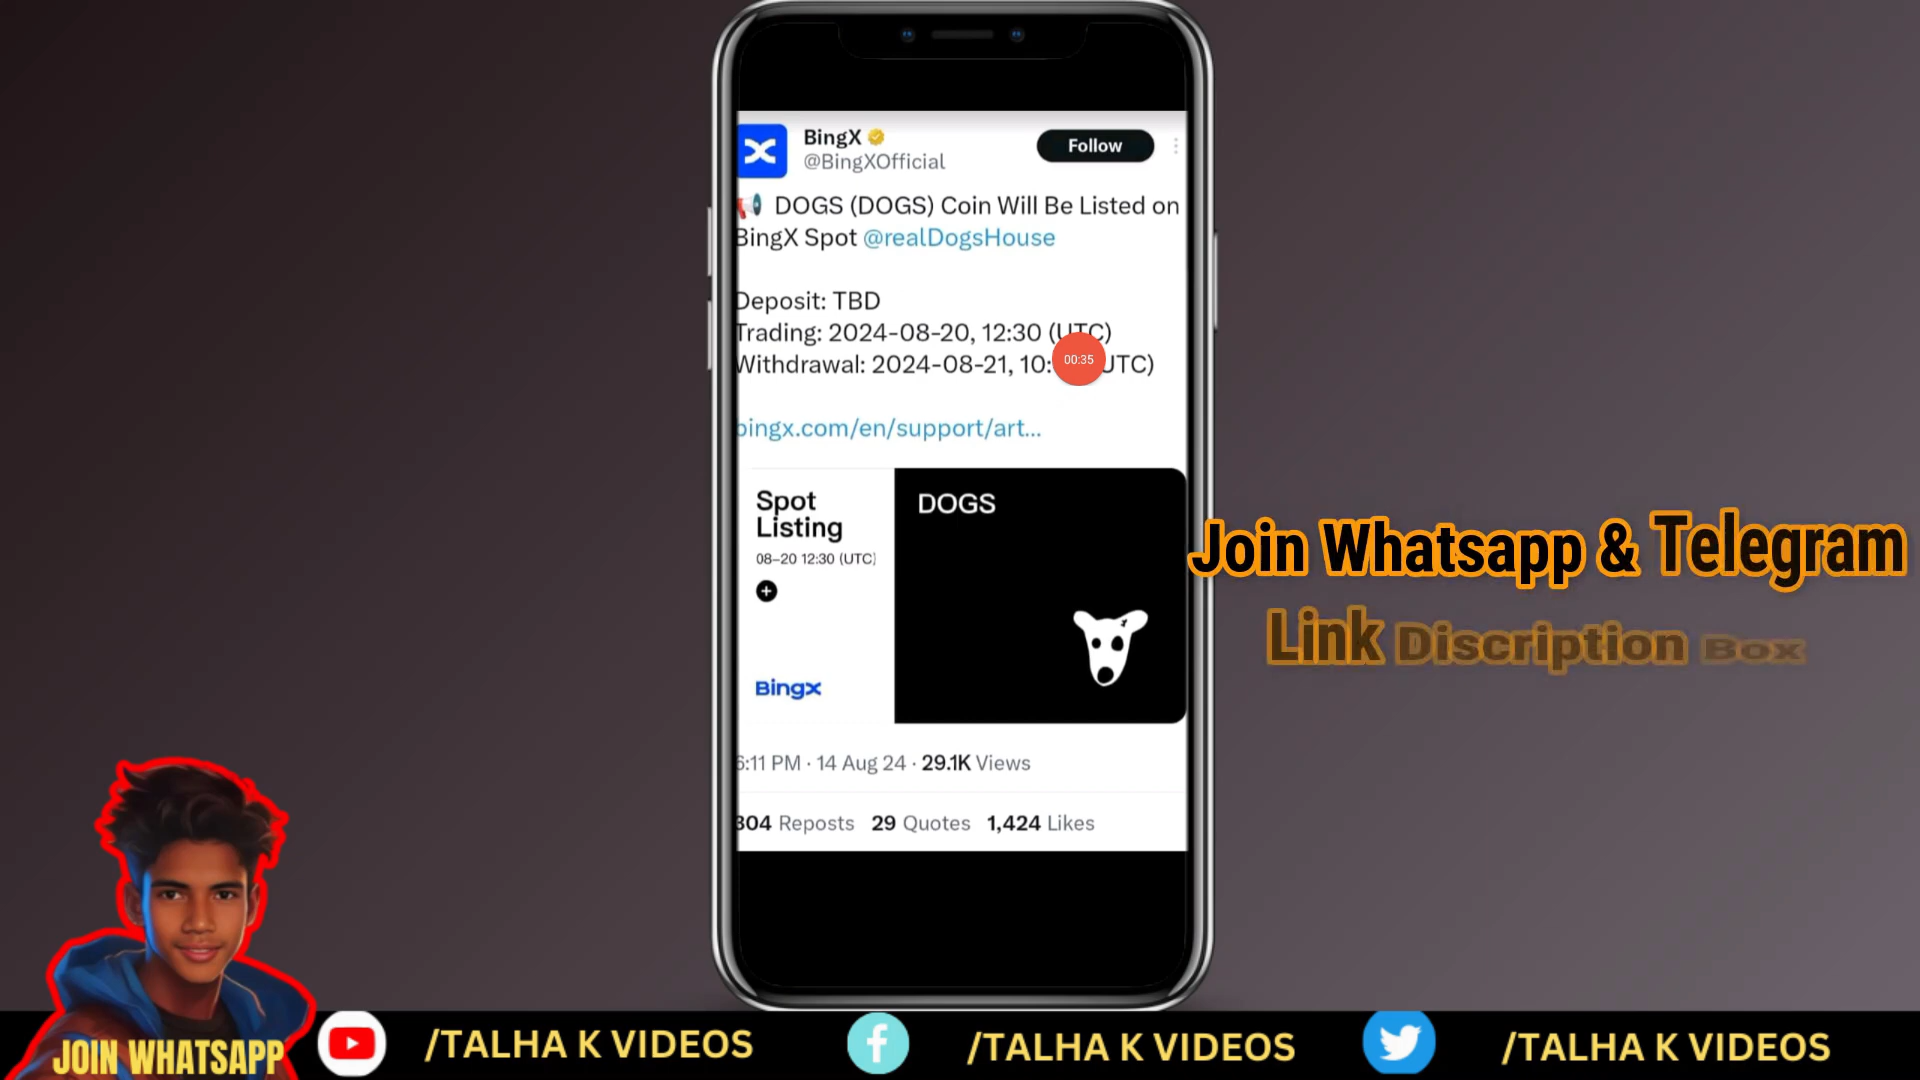 BingX
@BingXOfficial
Follow
DOGS (DOGS) Coin Will Be Listed on
BingX Spot @realDogsHouse
Deposit: TBD
Trading: 2024-08-20, 12:30 (UTC)
Withdrawal: 2024-08-21, 10: UTC)
00:35
bingx.com/en/support/art...
Spot
Listing
08-20 12:30 (UTC)
BingX
DOGS
6:11 PM · 14 Aug 24 · 29.1K Views
304 Reposts 29 Quotes 1,424 Likes
Join Whatsapp & Telegram
Link Discription Box
JOIN WHATSAPP
/TALHA K VIDEOS
/TALHA K VIDEOS
/TALHA K VIDEOS